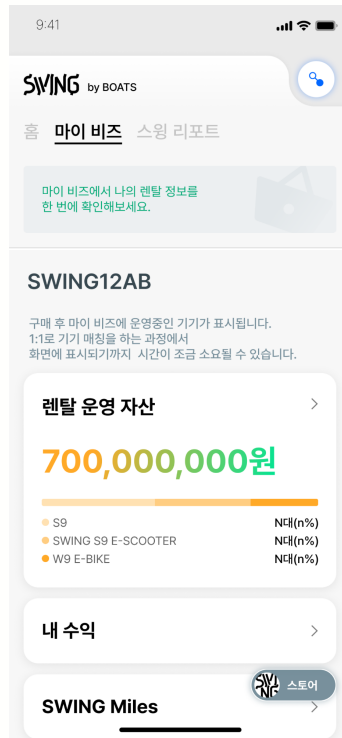 9:41
SWING by BOATS
홈 마이 비즈 스윙 리포트
마이 비즈에서 나의 렌탈 정보를
한 번에 확인해보세요.
SWING12AB
구매 후 마이 비즈에 운영중인 기기가 표시됩니다.
1:1로 기기 매칭을 하는 과정에서
화면에 표시되기까지 시간이 조금 소요될 수 있습니다.
렌탈 운영 자산
700,000,000원
S9 N대(n%)
SWING S9 E-SCOOTER N대(n%)
W9 E-BIKE N대(n%)
내 수익
SWING 스토어
SWING Miles